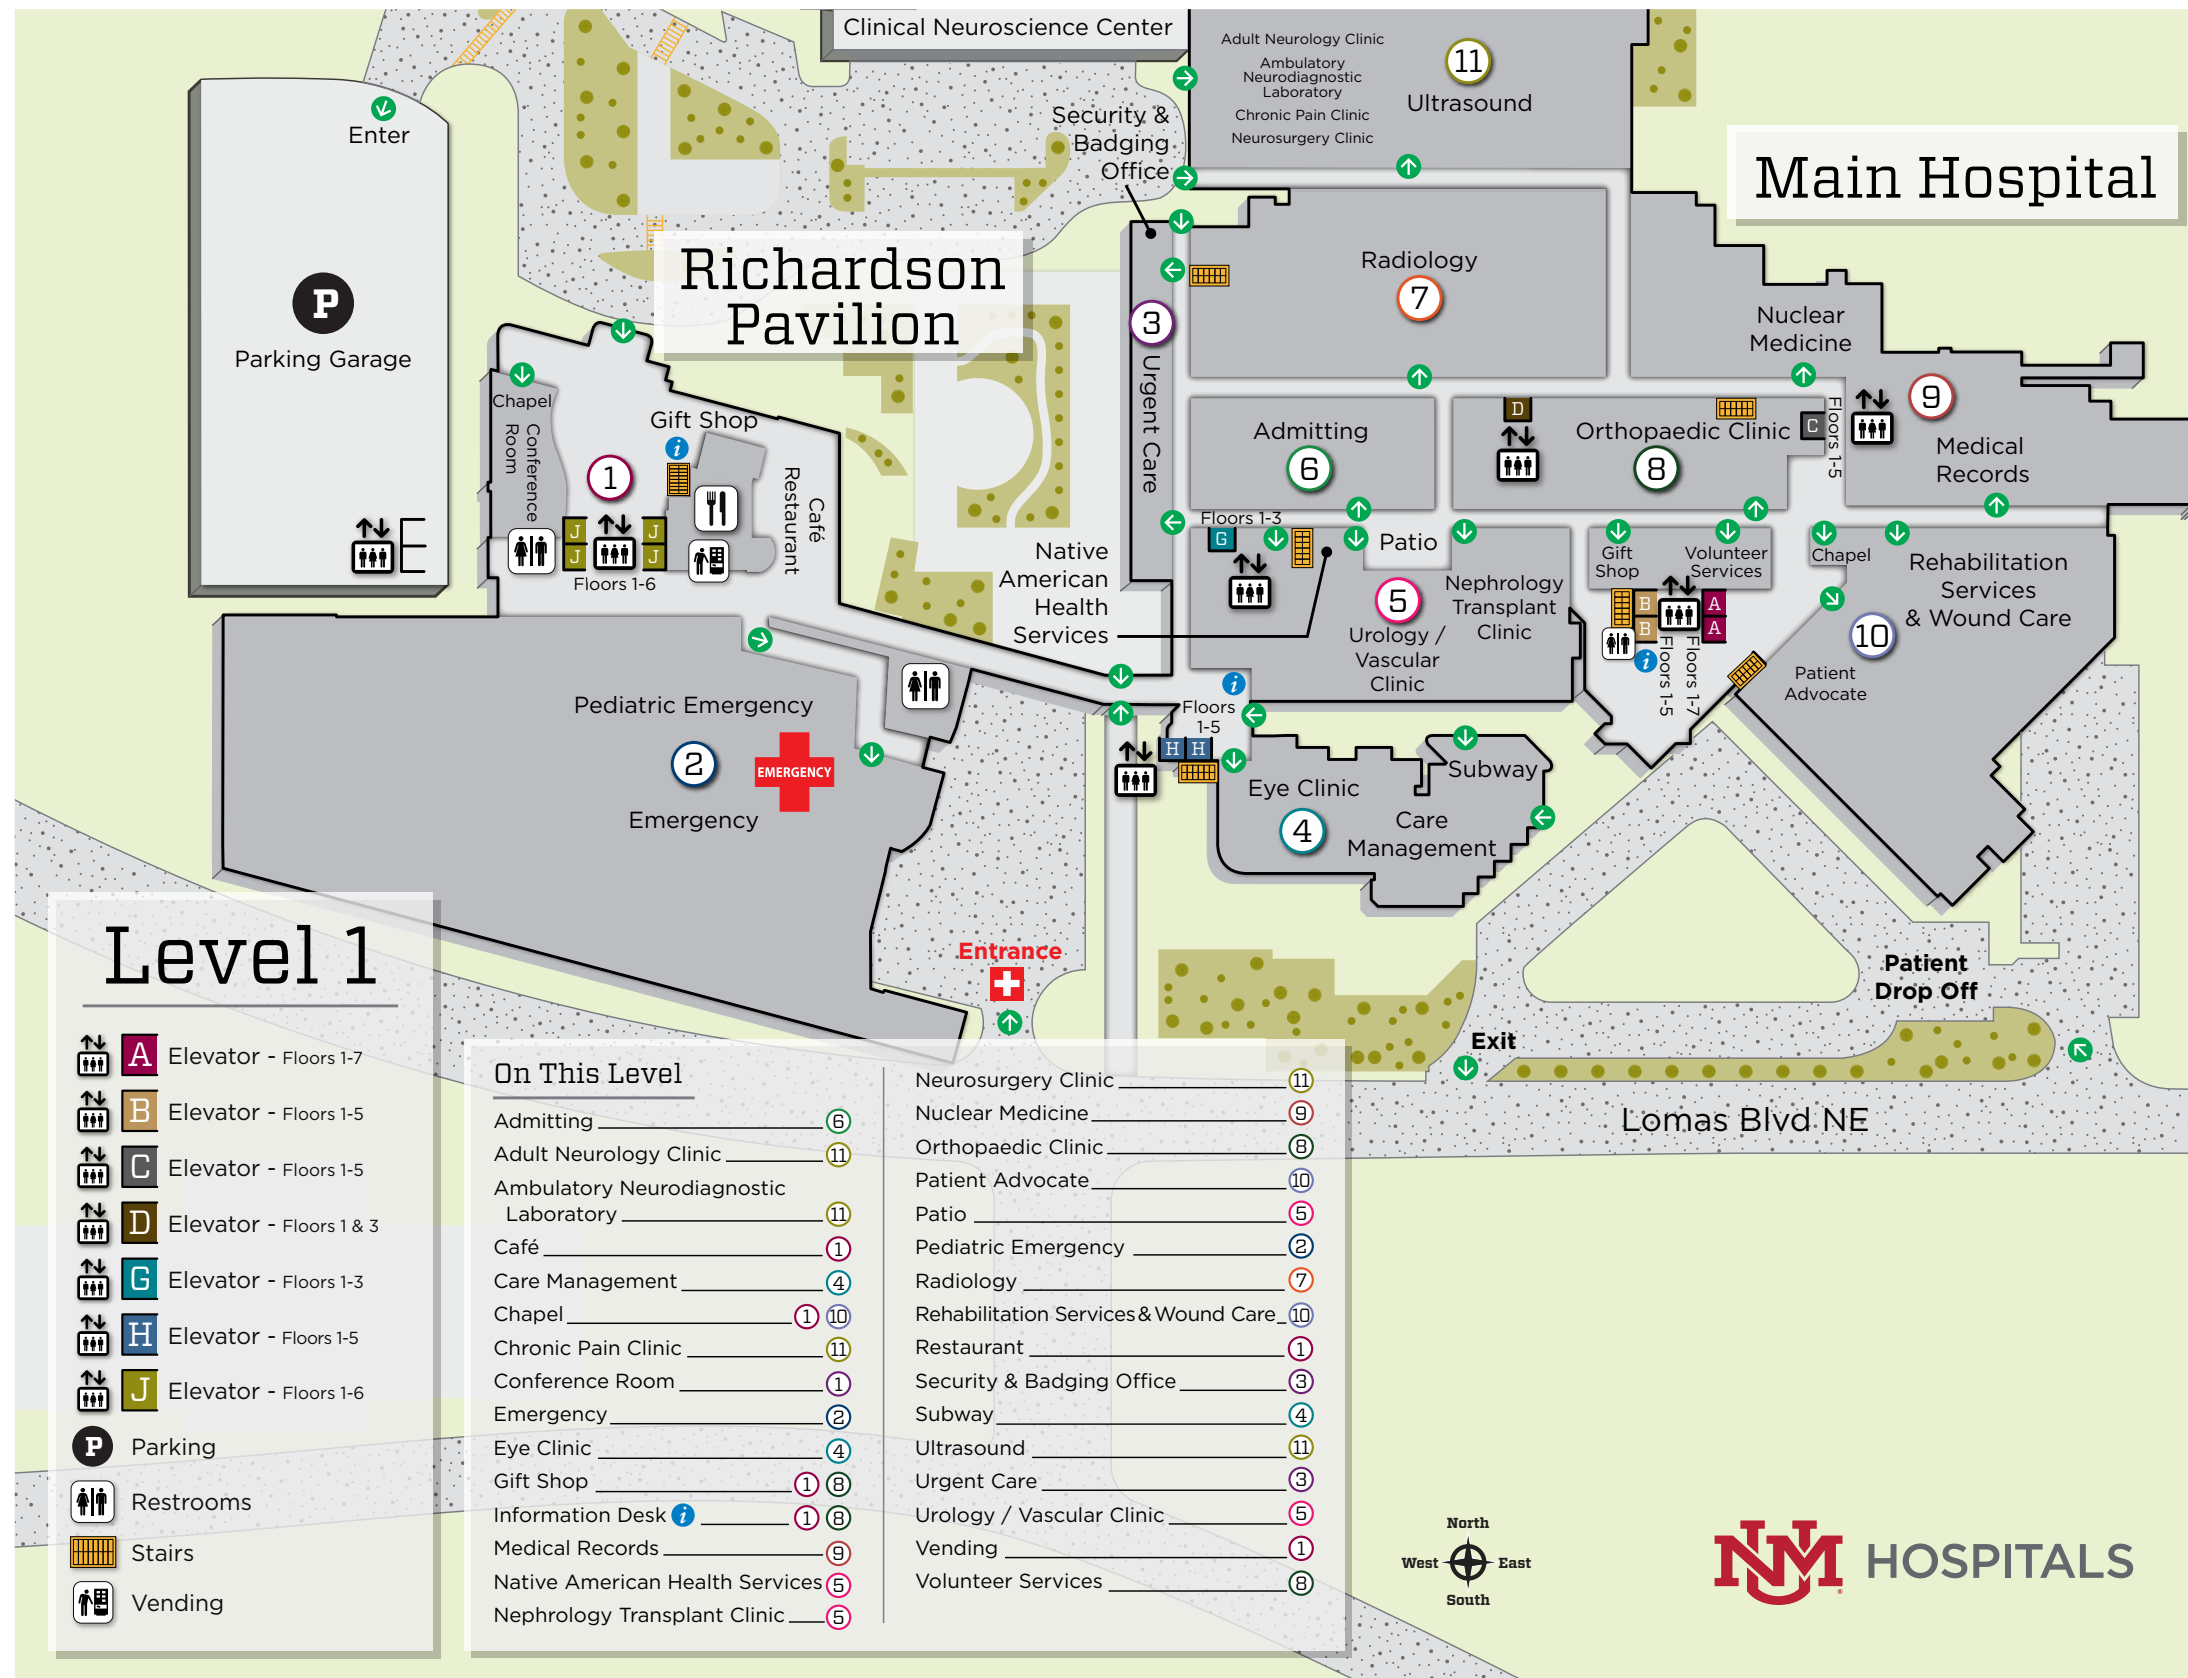 Clinical Neuroscience Center
Adult Neurology Clinic
Ambulatory
Neurodiagnostic
Laboratory
Chronic Pain Clinic
Neurosurgery Clinic
11
Ultrasound
Enter
Security &
Badging
Office
Main Hospital
Richardson
Pavilion
Radiology
7
P
Parking Garage
3
Urgent Care
Nuclear
Medicine
9
Medical
Records
Chapel
Conference
Room
Gift Shop
i
1
Café
Restaurant
J
J
J
J
Floors 1-6
E
Admitting
6
D
Orthopaedic Clinic
8
C
Floors 1-5
Floors 1-3
G
Patio
Native
American
Health
Services
5
Urology /
Vascular
Clinic
Nephrology
Transplant
Clinic
Gift
Shop
Volunteer
Services
B
B
A
A
i
Floors 1-5
Floors 1-7
Chapel
Rehabilitation
Services
& Wound Care
10
Patient
Advocate
Pediatric Emergency
2
EMERGENCY
Emergency
i
Floors
1-5
H
H
Eye Clinic
4
Subway
Care
Management
Entrance
Patient
Drop Off
Exit
Lomas Blvd NE
Level 1
A Elevator - Floors 1-7
B Elevator - Floors 1-5
C Elevator - Floors 1-5
D Elevator - Floors 1 & 3
G Elevator - Floors 1-3
H Elevator - Floors 1-5
J Elevator - Floors 1-6
P Parking
Restrooms
Stairs
Vending
On This Level
Admitting 6
Adult Neurology Clinic 11
Ambulatory Neurodiagnostic
Laboratory 11
Café 1
Care Management 4
Chapel 1 10
Chronic Pain Clinic 11
Conference Room 1
Emergency 2
Eye Clinic 4
Gift Shop 1 8
Information Desk i 1 8
Medical Records 9
Native American Health Services 5
Nephrology Transplant Clinic 5
Neurosurgery Clinic 11
Nuclear Medicine 9
Orthopaedic Clinic 8
Patient Advocate 10
Patio 5
Pediatric Emergency 2
Radiology 7
Rehabilitation Services & Wound Care 10
Restaurant 1
Security & Badging Office 3
Subway 4
Ultrasound 11
Urgent Care 3
Urology / Vascular Clinic 5
Vending 1
Volunteer Services 8
North
West East
South
UNM HOSPITALS